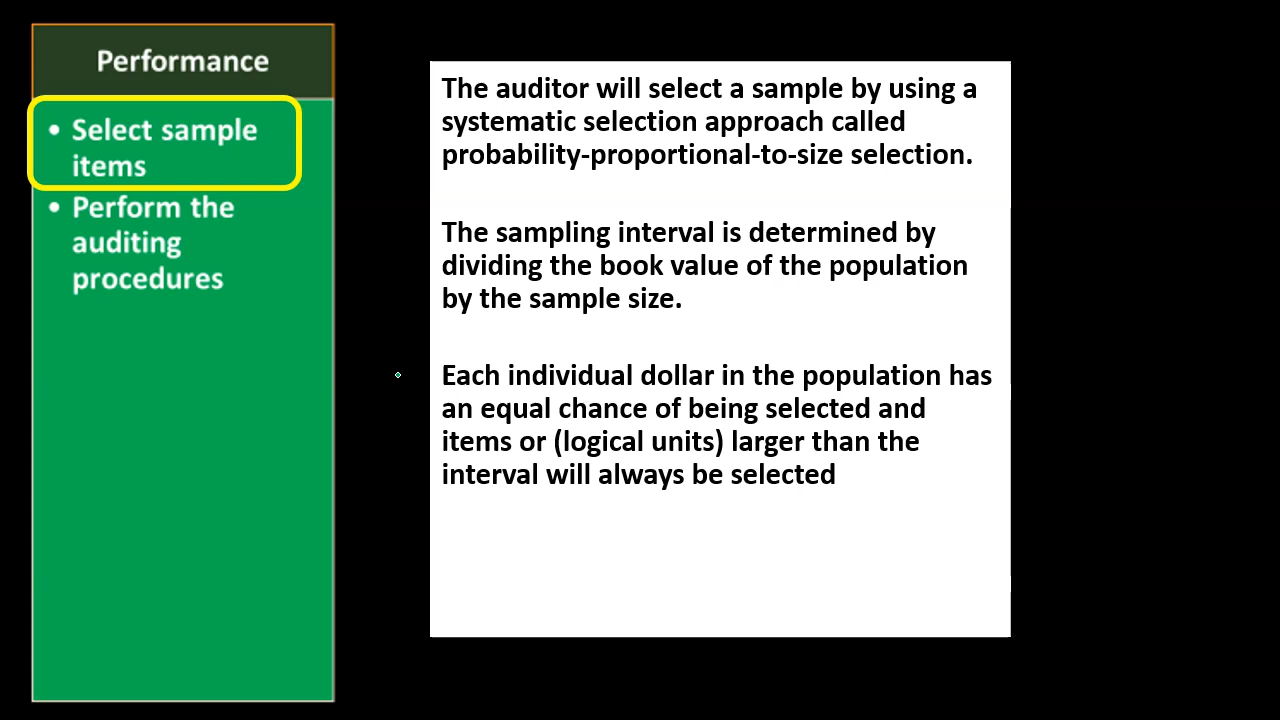 Performance
• Select sample
items
• Perform the
auditing
procedures
The auditor will select a sample by using a
systematic selection approach called
probability-proportional-to-size selection.
The sampling interval is determined by
dividing the book value of the population
by the sample size.
Each individual dollar in the population has
an equal chance of being selected and
items or (logical units) larger than the
interval will always be selected